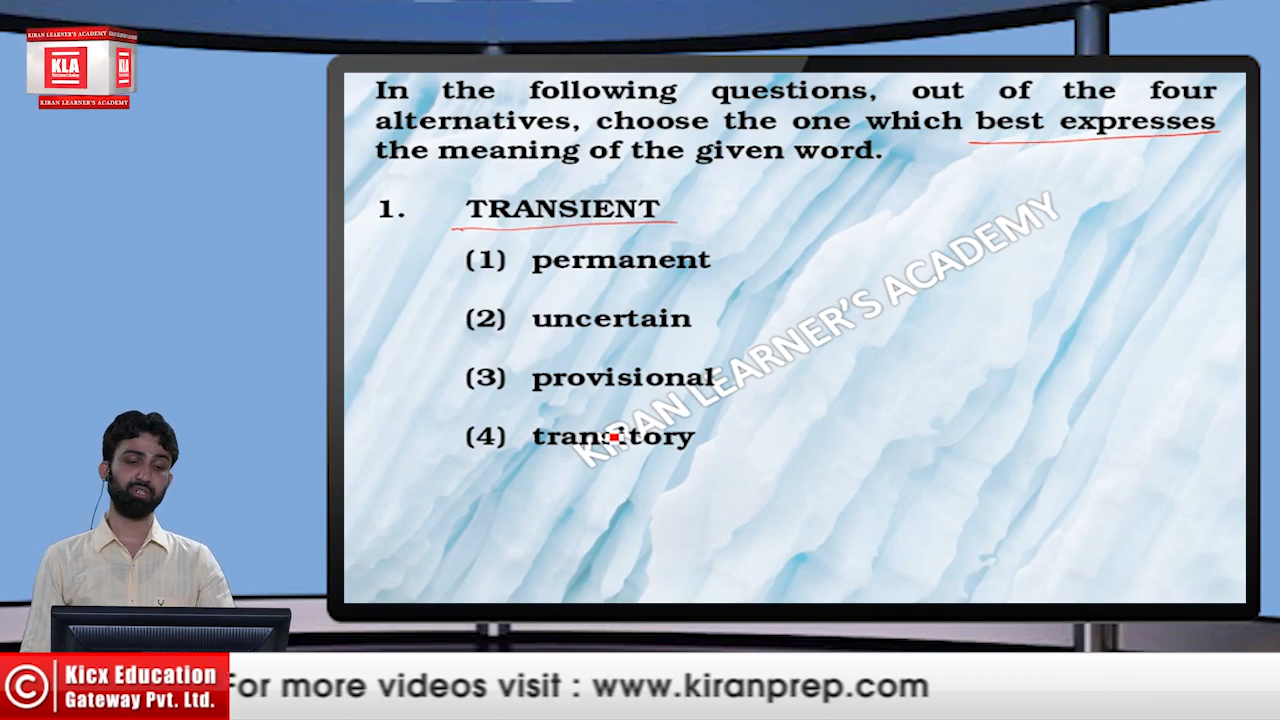 KIRAN LEARNER'S ACADEMY
KLA
KIRAN LEARNER'S ACADEMY
In the following questions, out of the four
alternatives, choose the one which best expresses
the meaning of the given word.
1. TRANSIENT
(1) permanent
(2) uncertain
(3) provisional
(4) transitory
KIRAN LEARNER'S ACADEMY
Kicx Education
Gateway Pvt. Ltd.
For more videos visit : www.kiranprep.com